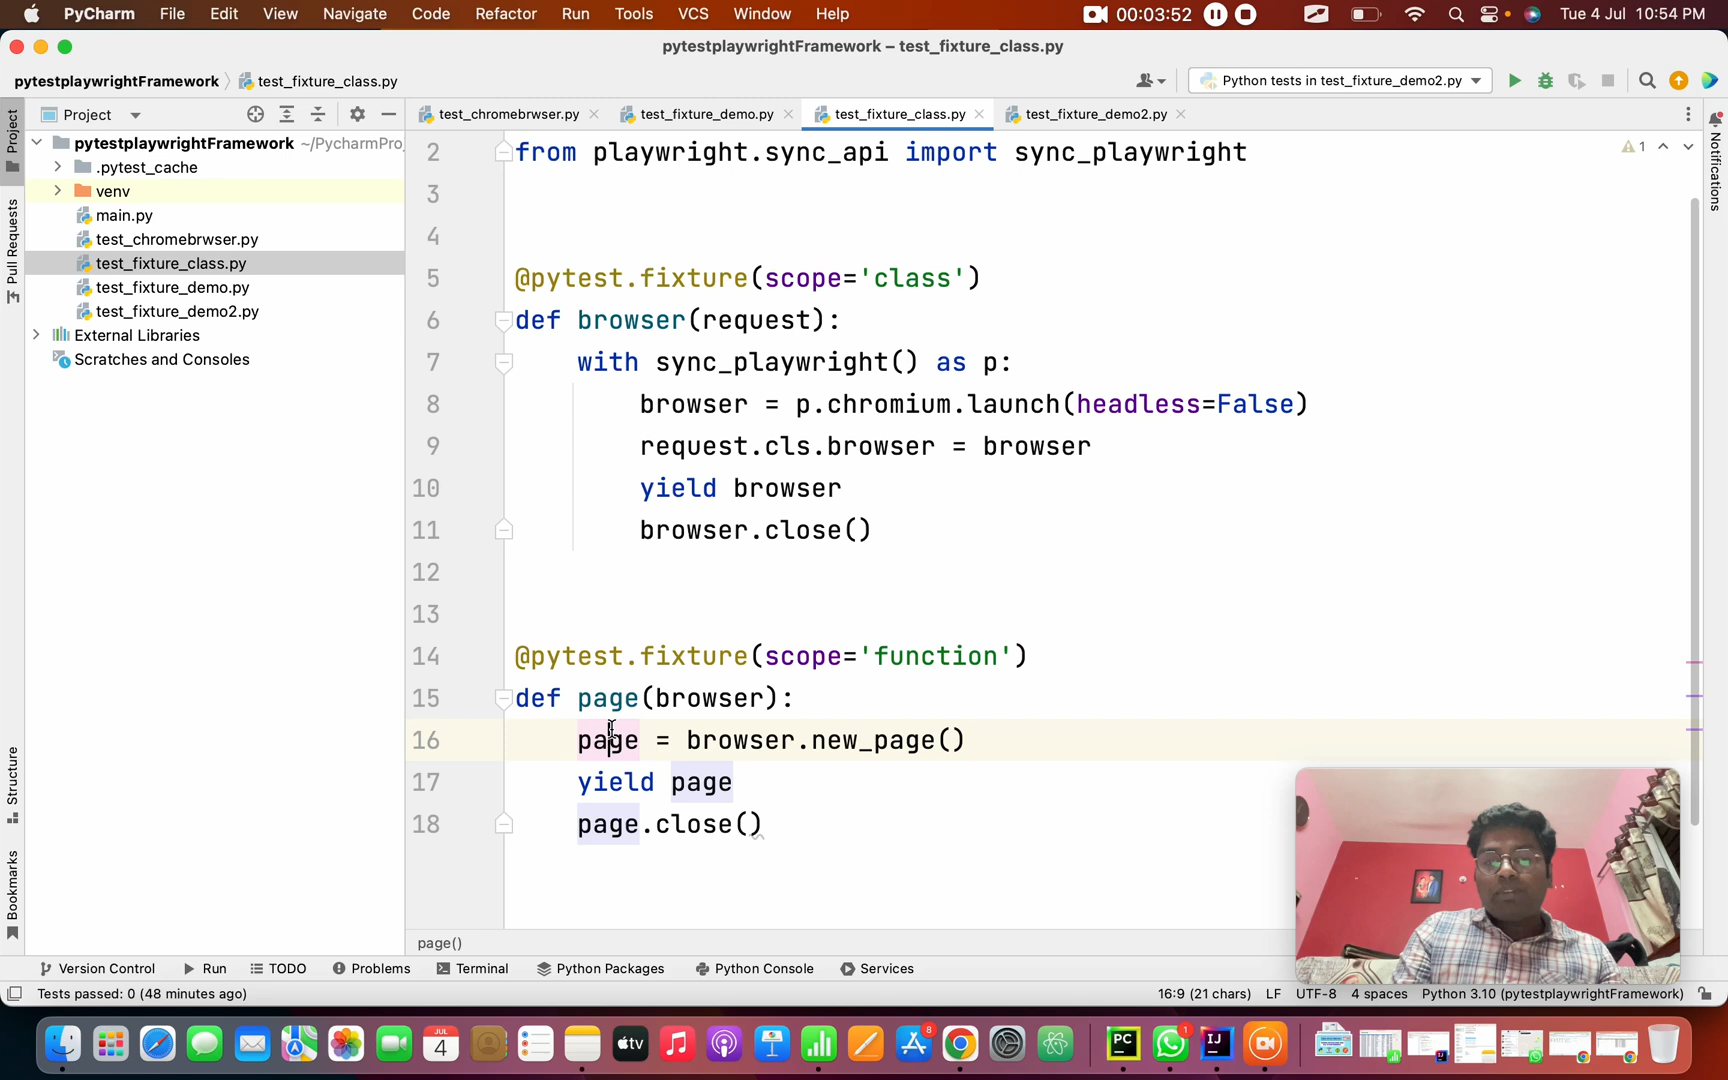 PyCharm File Edit View Navigate Code Refactor Run Tools VCS Window Help 00:03:52 Tue 4 Jul 10:54 PM
pytestplaywrightFramework – test_fixture_class.py
pytestplaywrightFramework test_fixture_class.py Python tests in test_fixture_demo2.py
Project
Pull Requests
Structure
Bookmarks
Project
pytestplaywrightFramework ~/PycharmPro
.pytest_cache
venv
main.py
test_chromebrwser.py
test_fixture_class.py
test_fixture_demo.py
test_fixture_demo2.py
External Libraries
Scratches and Consoles
test_chromebrwser.py test_fixture_demo.py test_fixture_class.py test_fixture_demo2.py
1
Notifications
2 from playwright.sync_api import sync_playwright
3
4
5 @pytest.fixture(scope='class')
6 def browser(request):
7 with sync_playwright() as p:
8 browser = p.chromium.launch(headless=False)
9 request.cls.browser = browser
10 yield browser
11 browser.close()
12
13
14 @pytest.fixture(scope='function')
15 def page(browser):
16 page = browser.new_page()
17 yield page
18 page.close()
page()
Version Control Run TODO Problems Terminal Python Packages Python Console Services
Tests passed: 0 (48 minutes ago) 16:9 (21 chars) LF UTF-8 4 spaces Python 3.10 (pytestplaywrightFramework)
JUL
4
tv
8
PC
1
IJ